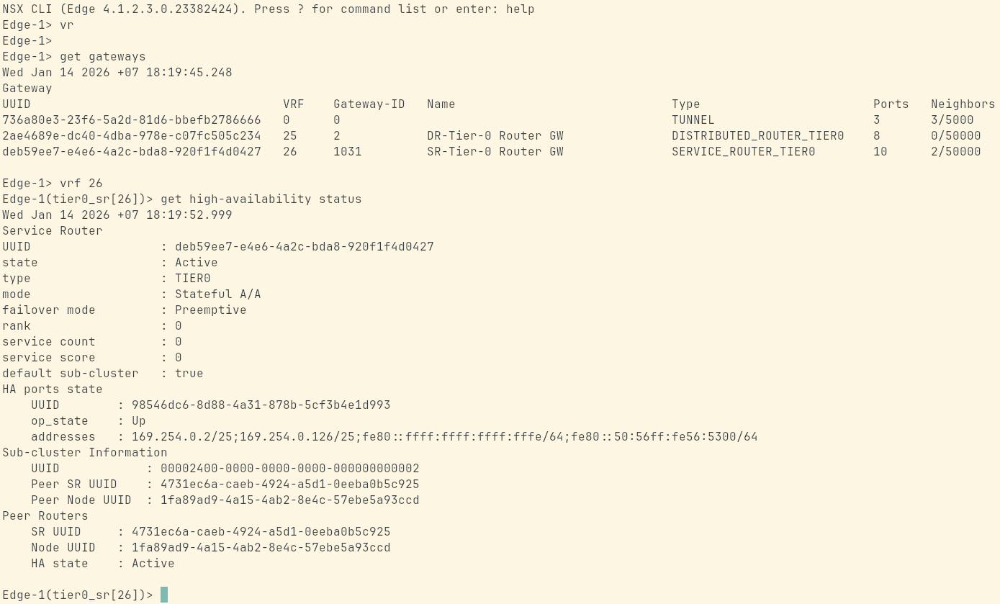 NSX CLI (Edge 4.1.2.3.0.23382424). Press ? for command list or enter: help
Edge-1> vr
Edge-1>
Edge-1> get gateways
Wed Jan 14 2026 +07 18:19:45.248
Gateway
UUID                                   VRF    Gateway-ID   Name                              Type                        Ports   Neighbors
736a80e3-23f6-5a2d-81d6-bbefb2786666   0      0                                              TUNNEL                      3       3/5000
2ae4689e-dc40-4dba-978e-c07fc505c234   25     2            DR-Tier-0 Router GW               DISTRIBUTED_ROUTER_TIER0    8       0/50000
deb59ee7-e4e6-4a2c-bda8-920f1f4d0427   26     1031         SR-Tier-0 Router GW               SERVICE_ROUTER_TIER0        10      2/50000

Edge-1> vrf 26
Edge-1(tier0_sr[26])> get high-availability status
Wed Jan 14 2026 +07 18:19:52.999
Service Router
UUID                  : deb59ee7-e4e6-4a2c-bda8-920f1f4d0427
state                 : Active
type                  : TIER0
mode                  : Stateful A/A
failover mode         : Preemptive
rank                  : 0
service count         : 0
service score         : 0
default sub-cluster   : true
HA ports state
    UUID        : 98546dc6-8d88-4a31-878b-5cf3b4e1d993
    op_state    : Up
    addresses   : 169.254.0.2/25;169.254.0.126/25;fe80::ffff:ffff:ffff:fffe/64;fe80::50:56ff:fe56:5300/64
Sub-cluster Information
    UUID            : 00002400-0000-0000-0000-000000000002
    Peer SR UUID    : 4731ec6a-caeb-4924-a5d1-0eeba0b5c925
    Peer Node UUID  : 1fa89ad9-4a15-4ab2-8e4c-57ebe5a93ccd
Peer Routers
    SR UUID     : 4731ec6a-caeb-4924-a5d1-0eeba0b5c925
    Node UUID   : 1fa89ad9-4a15-4ab2-8e4c-57ebe5a93ccd
    HA state    : Active

Edge-1(tier0_sr[26])>